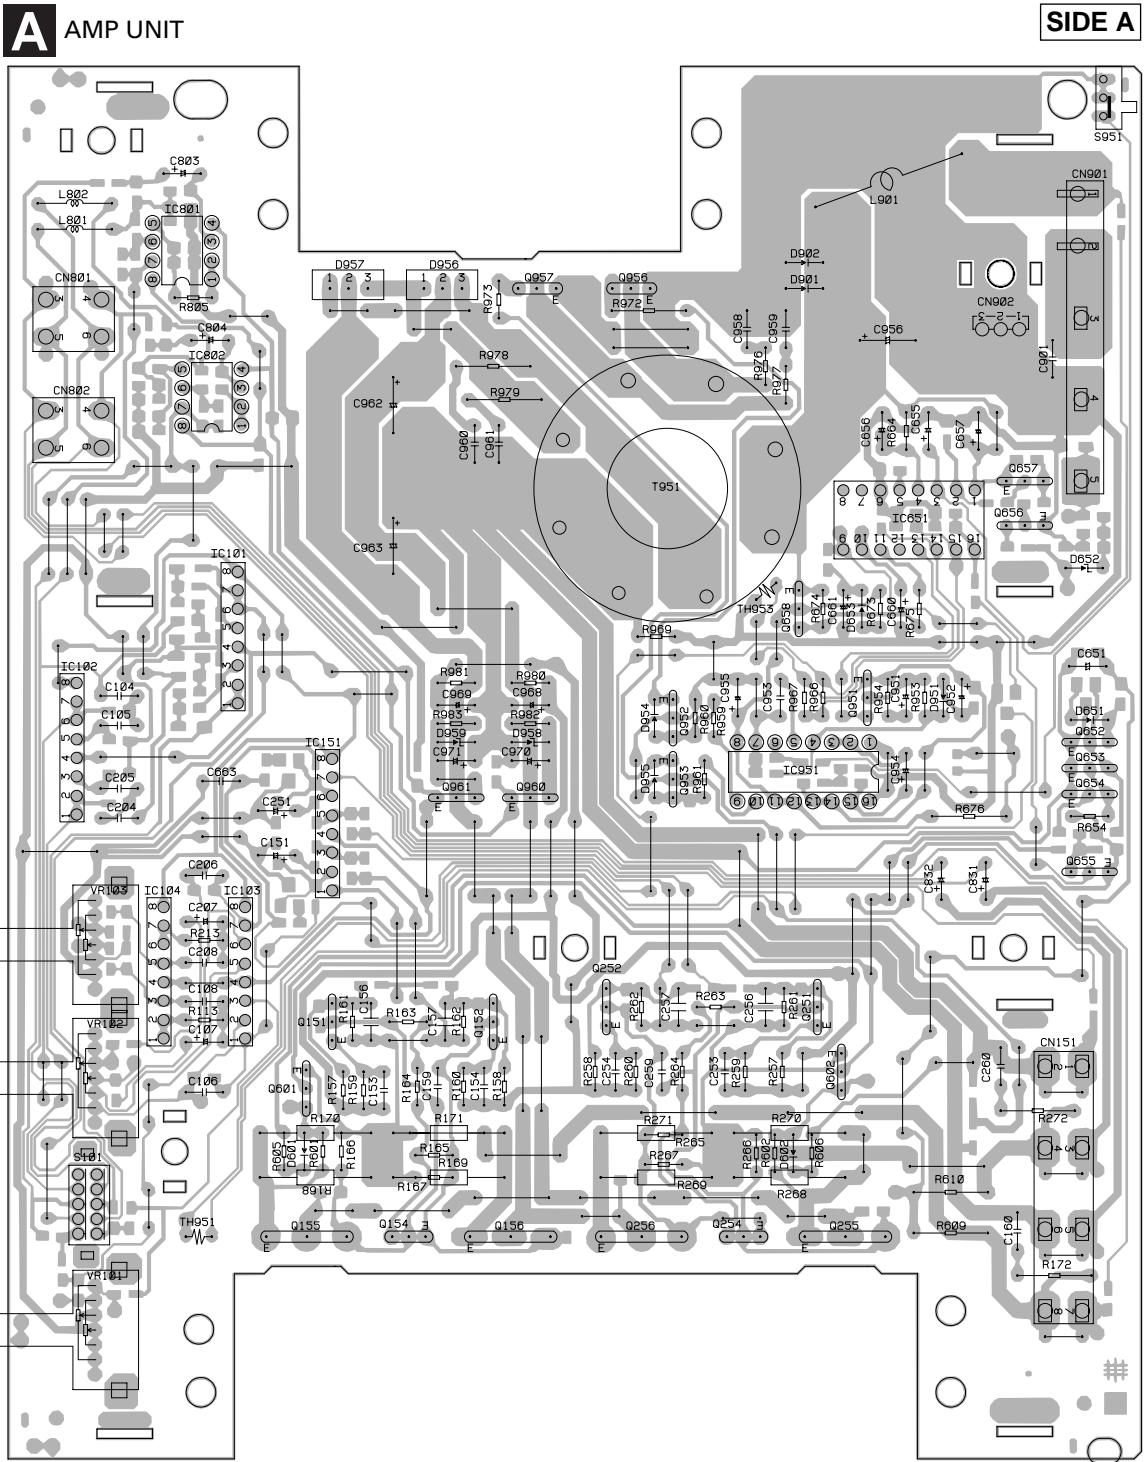 A AMP UNIT
SIDE A
S951
C803
CN901
L802
IC801
L901
L801
D902
D957
D956
Q957
Q956
D901
CN801
CN902
R973
R972
R805
C958
C959
C956
C804
C901
IC802
R978
R976
R977
CN802
R979
C962
C656
R664
C655
C657
C960
C961
Q657
T951
IC651
Q656
C963
IC101
D652
TH953
Q658
R674
C661
D653
R673
C660
R675
R969
C651
IC102
R981
R980
C104
C969
C968
C955
C953
R967
R966
Q951
R954
C951
R953
D951
C952
D954
Q952
R960
R959
D651
C105
R983
R982
Q652
D959
D958
IC151
C971
C970
Q653
IC951
C954
D955
Q953
R961
C205
C663
Q961
Q960
Q654
C204
C251
R676
R654
C151
Q655
C206
C832
C831
VR103
IC104
IC103
C207
R213
C208
Q252
C108
R161
C156
R262
C257
R263
C256
R261
Q251
R113
Q151
R163
C157
R162
Q152
VR102
C107
CN151
C106
Q601
R157
R159
C153
R164
C159
R160
C154
R158
R258
C254
R260
C259
R264
C253
R259
R257
Q602
C260
R170
R171
R271
R270
R272
R265
S101
R605
D601
R601
R166
R165
R169
R267
R266
R602
D602
R606
R168
R167
R269
R268
R610
TH951
Q155
Q154
Q156
Q256
Q254
Q255
R609
C160
VR101
R172